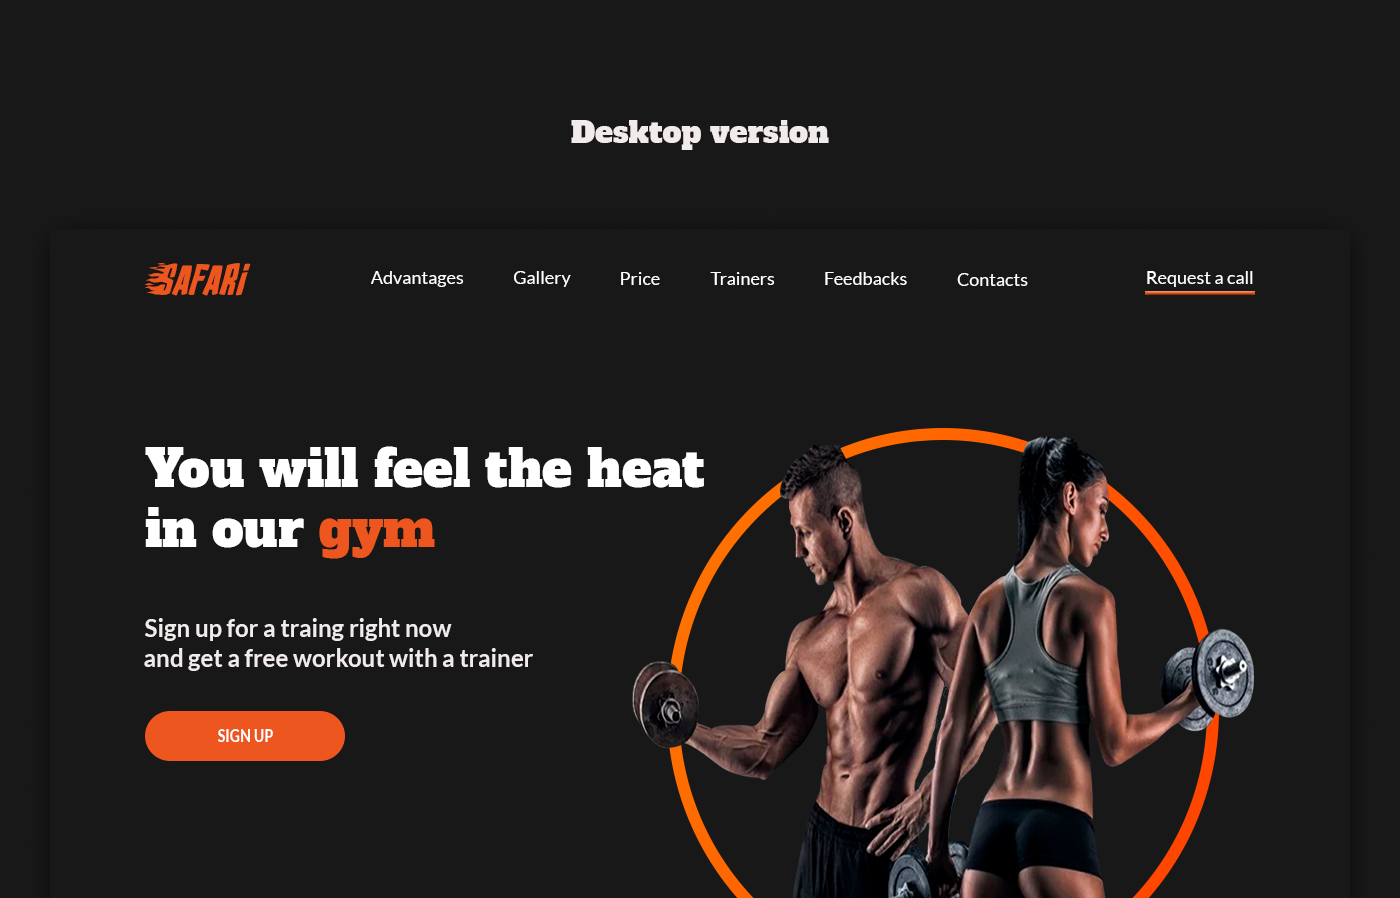 Desktop version
SAFARi
Advantages
Gallery
Price
Trainers
Feedbacks
Contacts
Request a call
You will feel the heat
in our gym
Sign up for a traing right now
and get a free workout with a trainer
SIGN UP